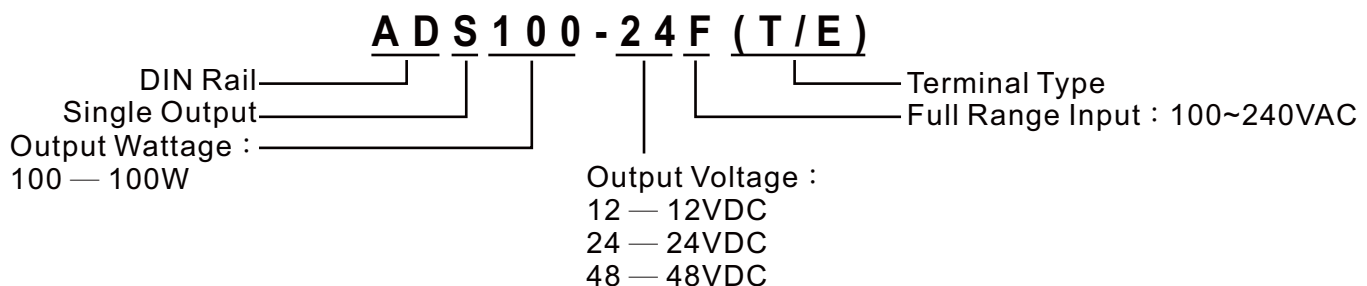 ADS100-24F(T/E)
DIN Rail
Single Output
Output Wattage：
100 — 100W
Terminal Type
Full Range Input：100~240VAC
Output Voltage：
12 — 12VDC
24 — 24VDC
48 — 48VDC